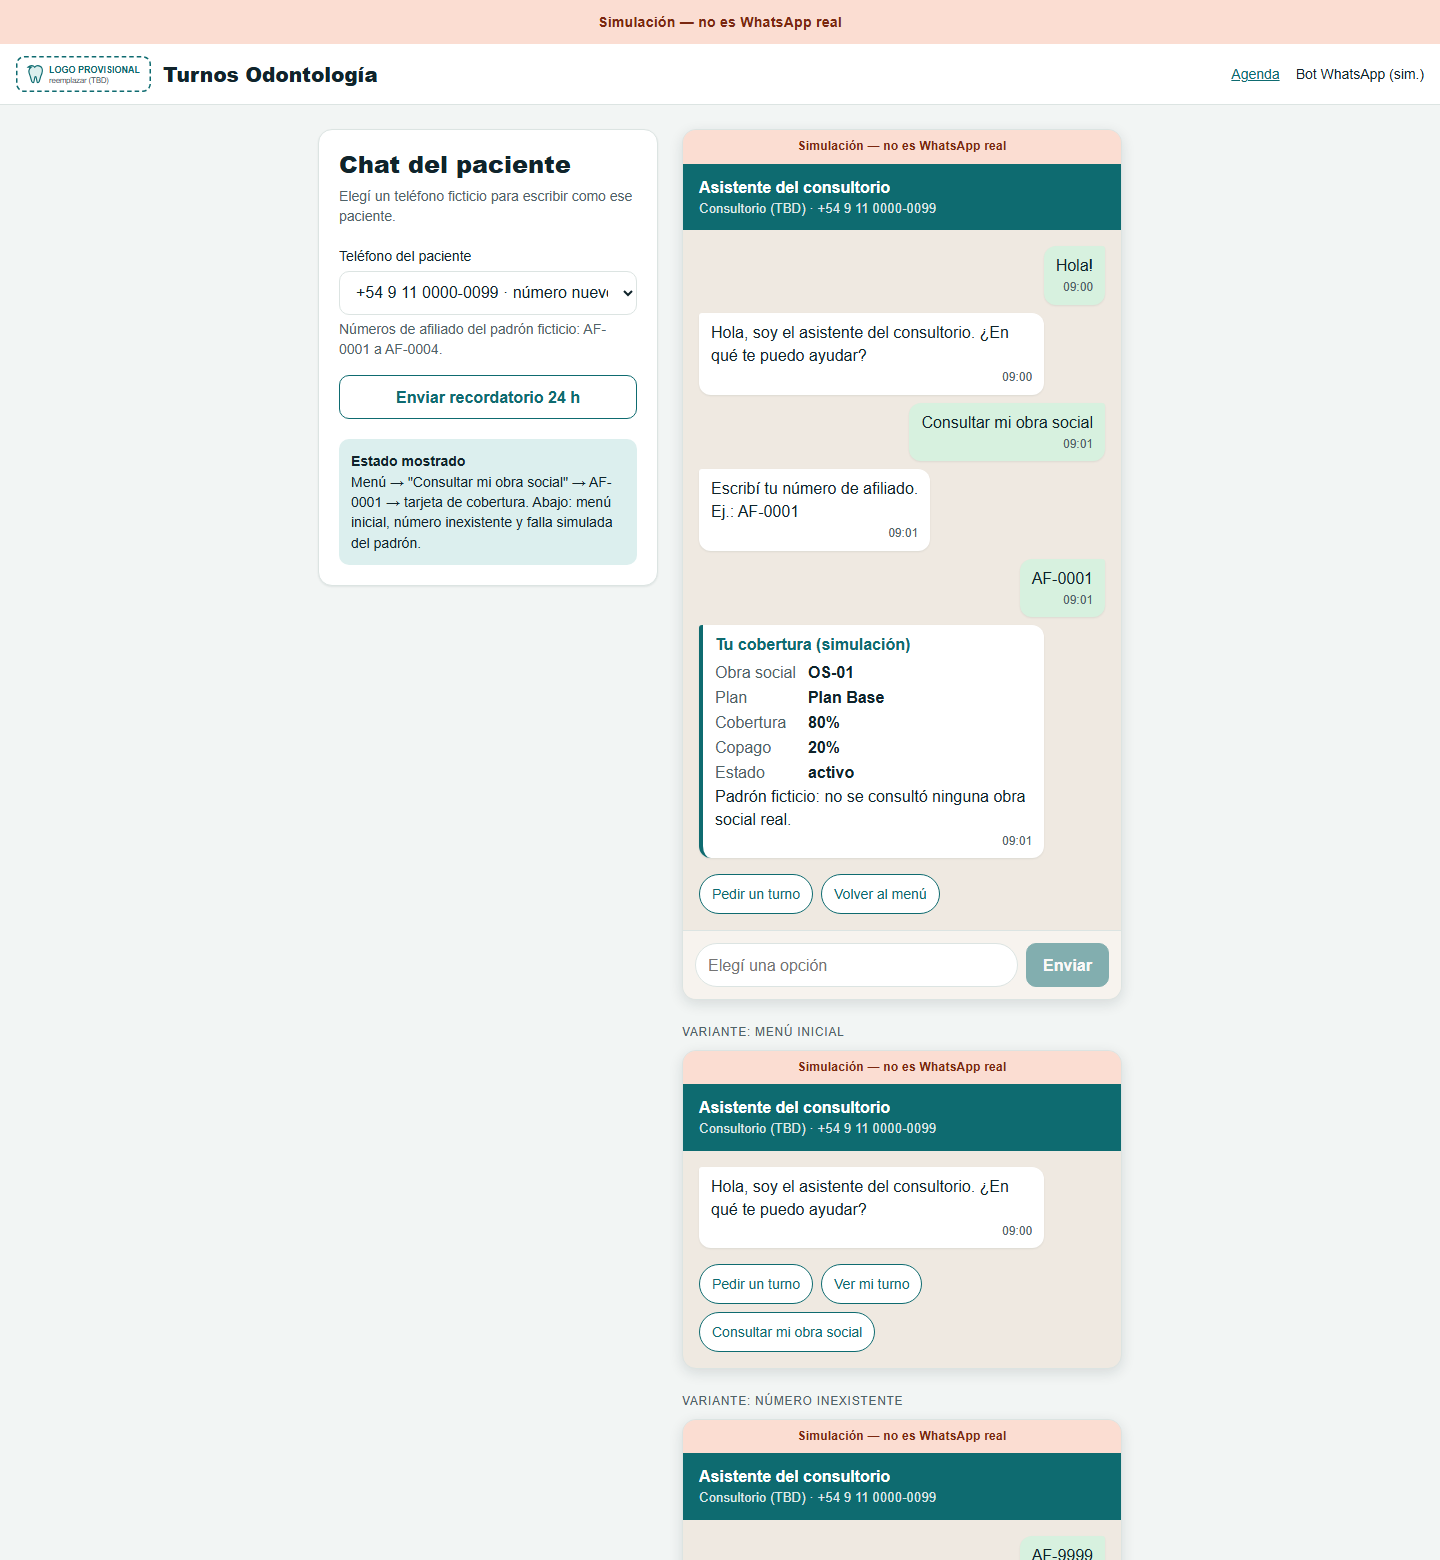 Simulación — no es WhatsApp real
LOGO PROVISIONAL
reemplazar (TBD)
Turnos Odontología
Agenda
Bot WhatsApp (sim.)
Chat del paciente
Elegí un teléfono ficticio para escribir como ese
paciente.
Teléfono del paciente
+54 9 11 0000-0099 · número nuevo
Números de afiliado del padrón ficticio: AF-
0001 a AF-0004.
Enviar recordatorio 24 h
Estado mostrado
Menú → "Consultar mi obra social" → AF-
0001 → tarjeta de cobertura. Abajo: menú
inicial, número inexistente y falla simulada
del padrón.
Simulación — no es WhatsApp real
Asistente del consultorio
Consultorio (TBD) · +54 9 11 0000-0099
Hola!
09:00
Hola, soy el asistente del consultorio. ¿En
qué te puedo ayudar?
09:00
Consultar mi obra social
09:01
Escribí tu número de afiliado.
Ej.: AF-0001
09:01
AF-0001
09:01
Tu cobertura (simulación)
Obra social OS-01
Plan Plan Base
Cobertura 80%
Copago 20%
Estado activo
Padrón ficticio: no se consultó ninguna obra
social real.
09:01
Pedir un turno
Volver al menú
Elegí una opción
Enviar
VARIANTE: MENÚ INICIAL
Simulación — no es WhatsApp real
Asistente del consultorio
Consultorio (TBD) · +54 9 11 0000-0099
Hola, soy el asistente del consultorio. ¿En
qué te puedo ayudar?
09:00
Pedir un turno
Ver mi turno
Consultar mi obra social
VARIANTE: NÚMERO INEXISTENTE
Simulación — no es WhatsApp real
Asistente del consultorio
Consultorio (TBD) · +54 9 11 0000-0099
AF-9999